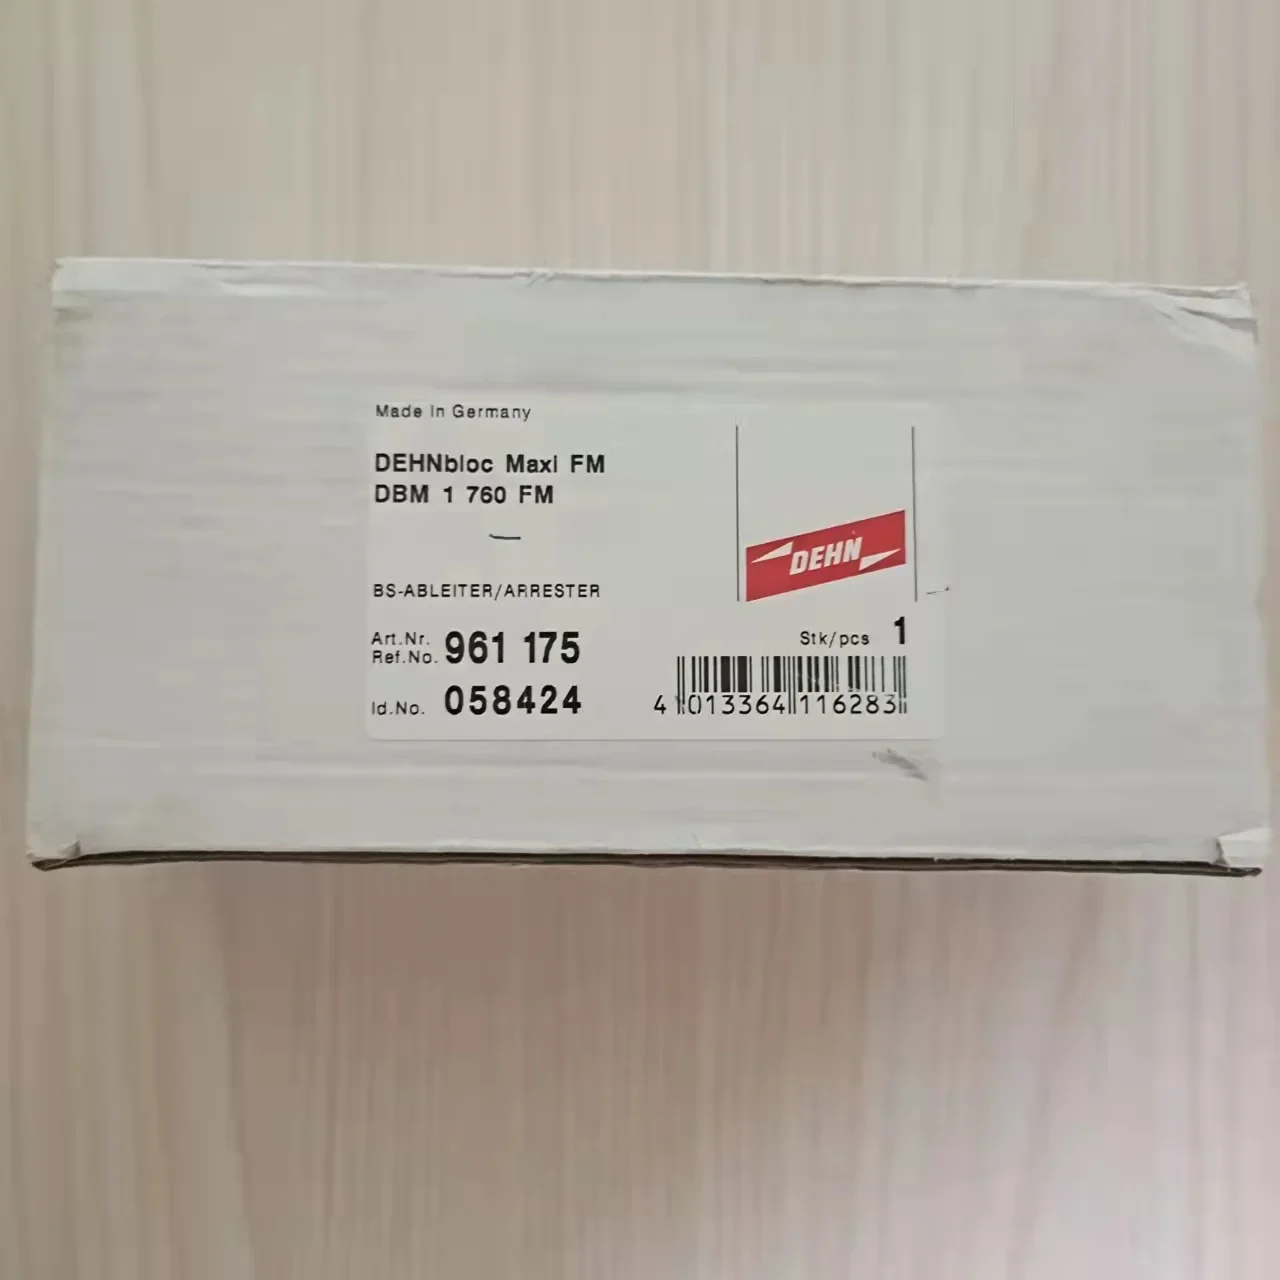 Made in Germany
DEHNbloc Maxi FM
DBM 1 760 FM
DEHN
BS-ABLEITER/ARRESTER
Art.Nr.
Ref.No. 961 175
Stk/pcs 1
Id.No. 058424
4 013364 116283